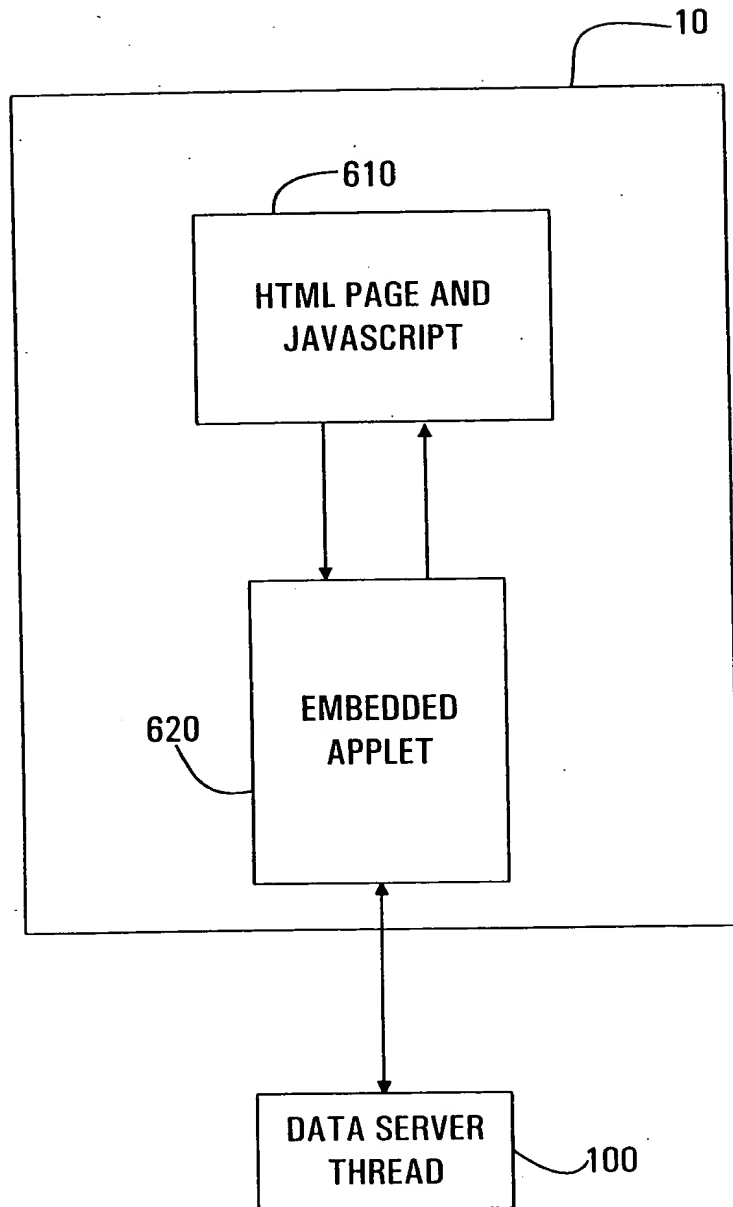 10
610
HTML PAGE AND
JAVASCRIPT
620
EMBEDDED
APPLET
DATA SERVER
THREAD
100